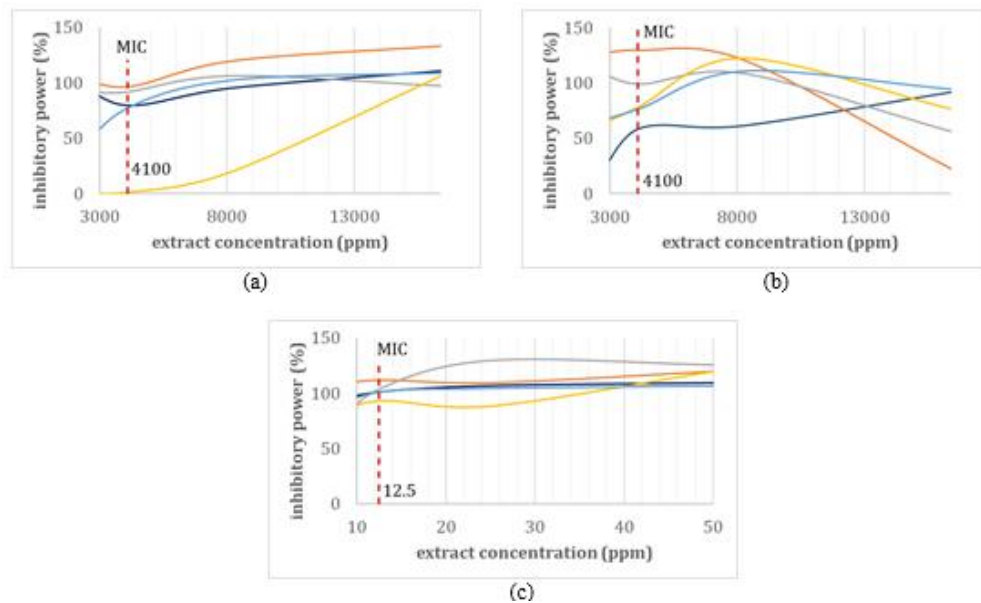 150
MIC
100
50
4100
0
3000 8000 13000
inhibitory power (%)
extract concentration (ppm)
(a)
150
MIC
100
50
4100
0
3000 8000 13000
inhibitory power (%)
extract concentration (ppm)
(b)
150
MIC
100
50
12.5
0
10 20 30 40 50
inhibitory power (%)
extract concentration (ppm)
(c)